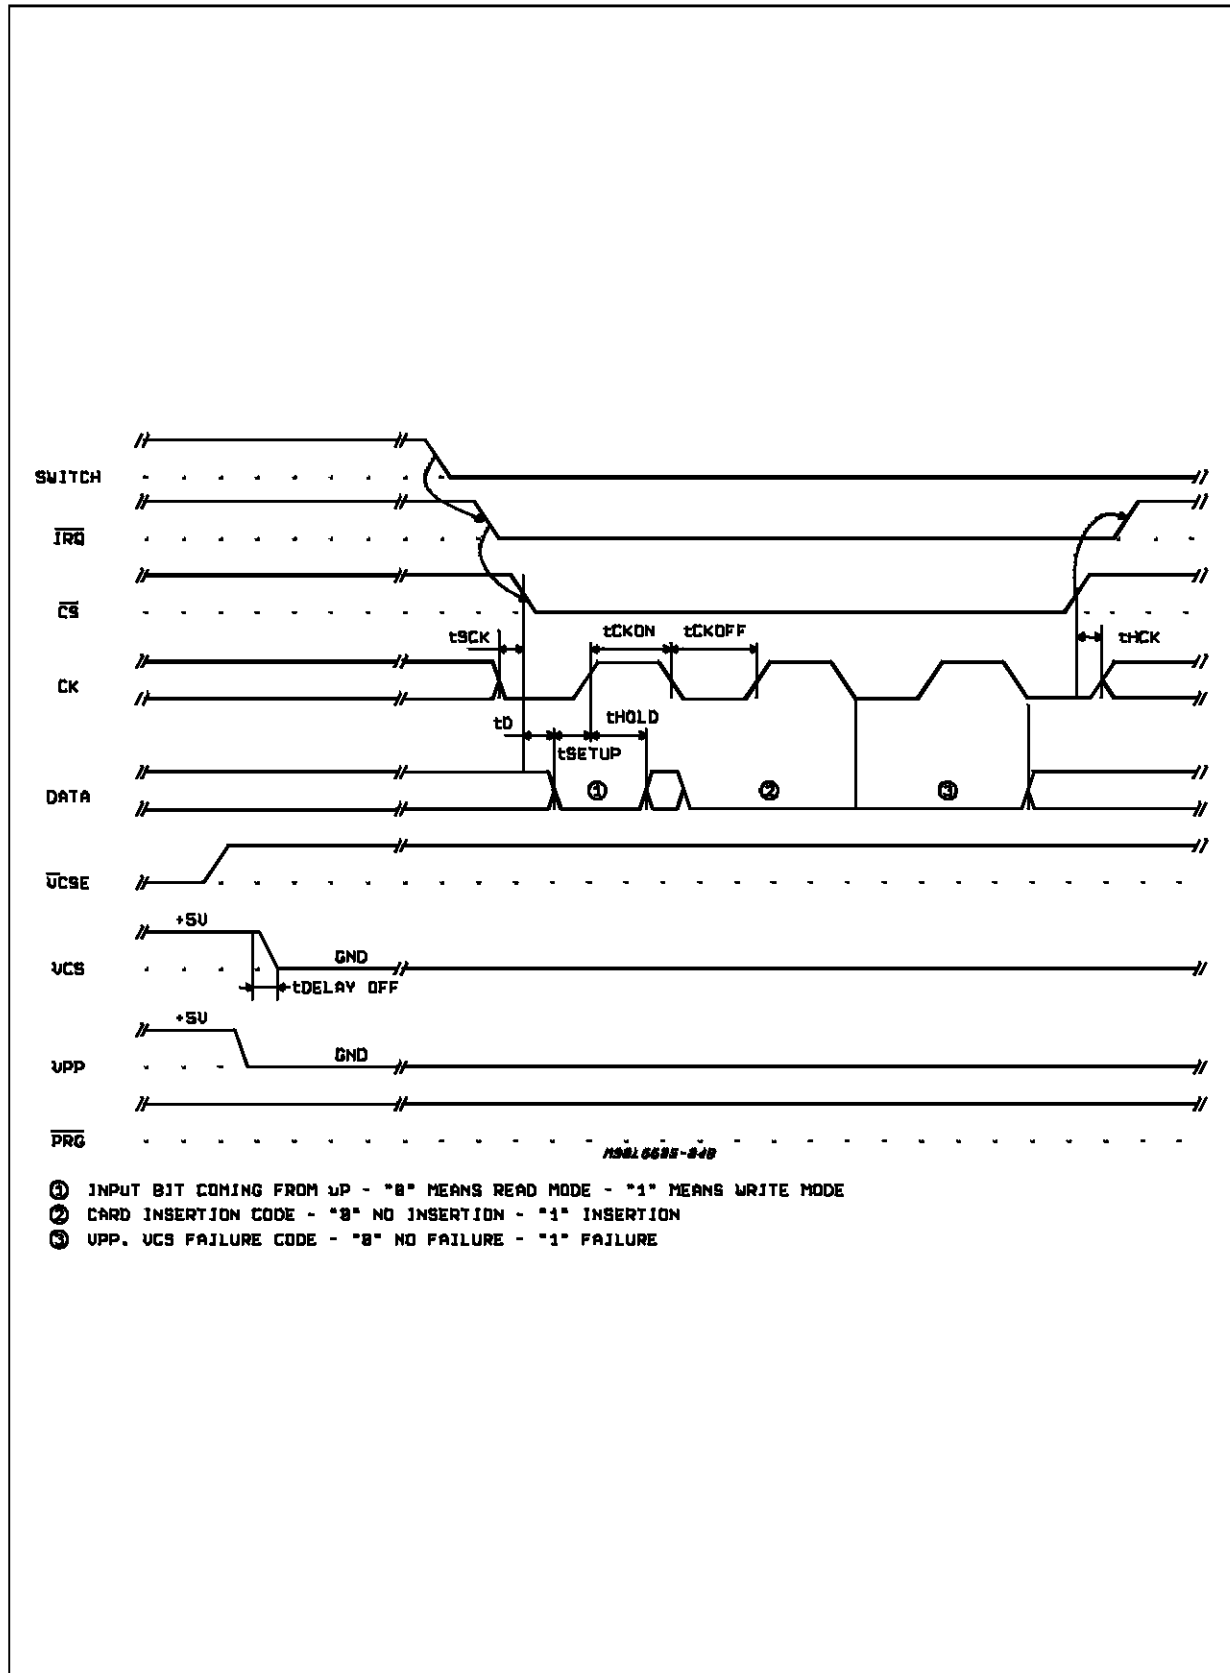 SWITCH
IRQ
CS
tSCK
tCKON
tCKOFF
tHCK
CK
tD
tHOLD
tSETUP
DATA
1
2
3
VCSE
+5V
GND
VCS
tDELAY OFF
+5V
GND
VPP
PRG
① INPUT BIT COMING FROM uP - "0" MEANS READ MODE - "1" MEANS WRITE MODE
② CARD INSERTION CODE - "0" NO INSERTION - "1" INSERTION
③ VPP. VCS FAILURE CODE - "0" NO FAILURE - "1" FAILURE